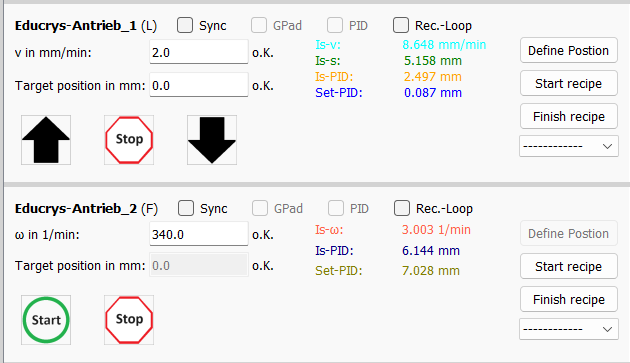 Educrys-Antrieb_1 (L) Sync GPad PID Rec.-Loop
v in mm/min: 2.0 o.K. Is-v: 8.648 mm/min Define Postion
Is-s: 5.158 mm
Target position in mm: 0.0 o.K. Is-PID: 2.497 mm Start recipe
Set-PID: 0.087 mm
Finish recipe
Stop
------------
Educrys-Antrieb_2 (F) Sync GPad PID Rec.-Loop
ω in 1/min: 340.0 o.K. Is-ω: 3.003 1/min Define Postion
Is-PID: 6.144 mm
Target position in mm: 0.0 o.K. Set-PID: 7.028 mm Start recipe
Finish recipe
Start Stop
------------